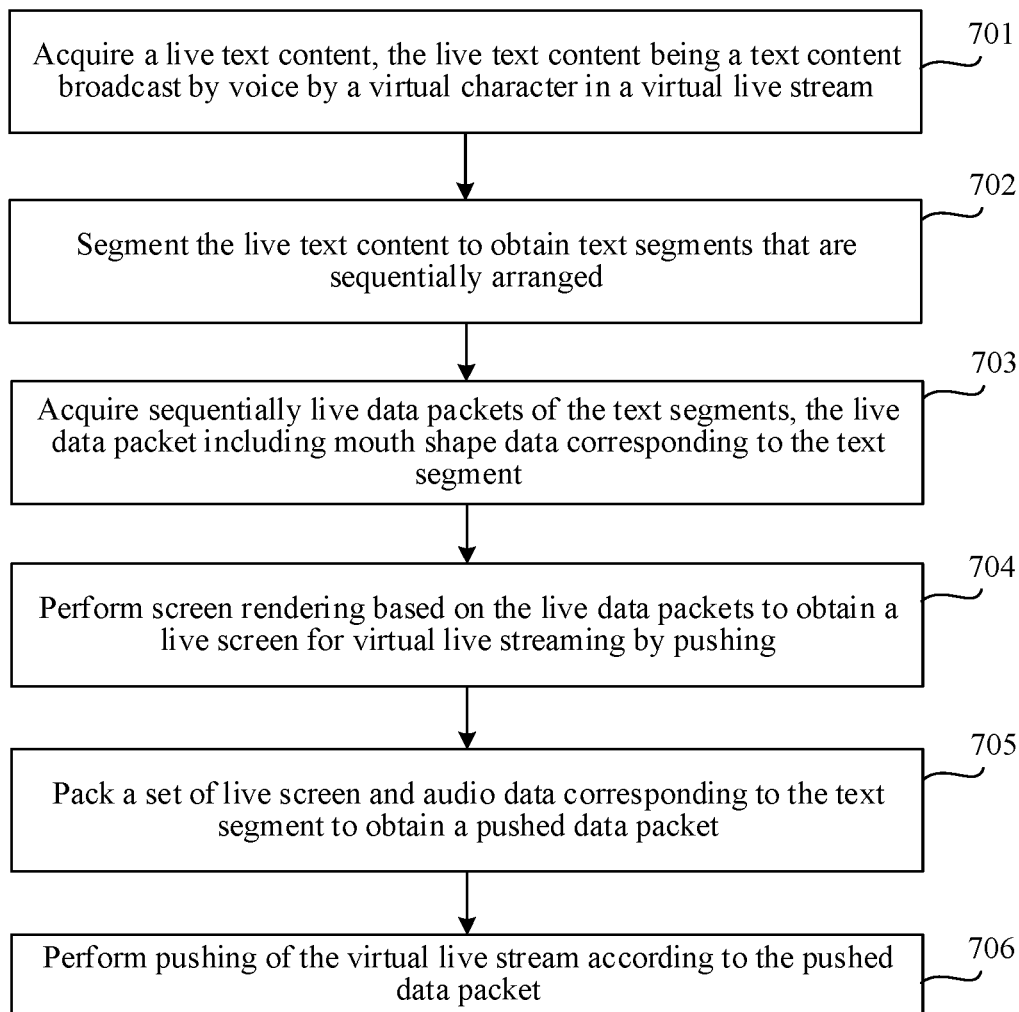 701
Acquire a live text content, the live text content being a text content
broadcast by voice by a virtual character in a virtual live stream
702
Segment the live text content to obtain text segments that are
sequentially arranged
703
Acquire sequentially live data packets of the text segments, the live
data packet including mouth shape data corresponding to the text
segment
704
Perform screen rendering based on the live data packets to obtain a
live screen for virtual live streaming by pushing
705
Pack a set of live screen and audio data corresponding to the text
segment to obtain a pushed data packet
706
Perform pushing of the virtual live stream according to the pushed
data packet